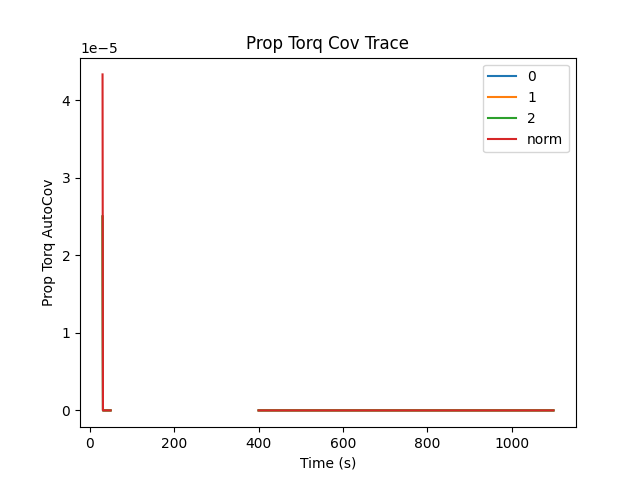 Prop Torq Cov Trace
1e−5
4
3
2
1
0
Prop Torq AutoCov
0
200
400
600
800
1000
Time (s)
0
1
2
norm